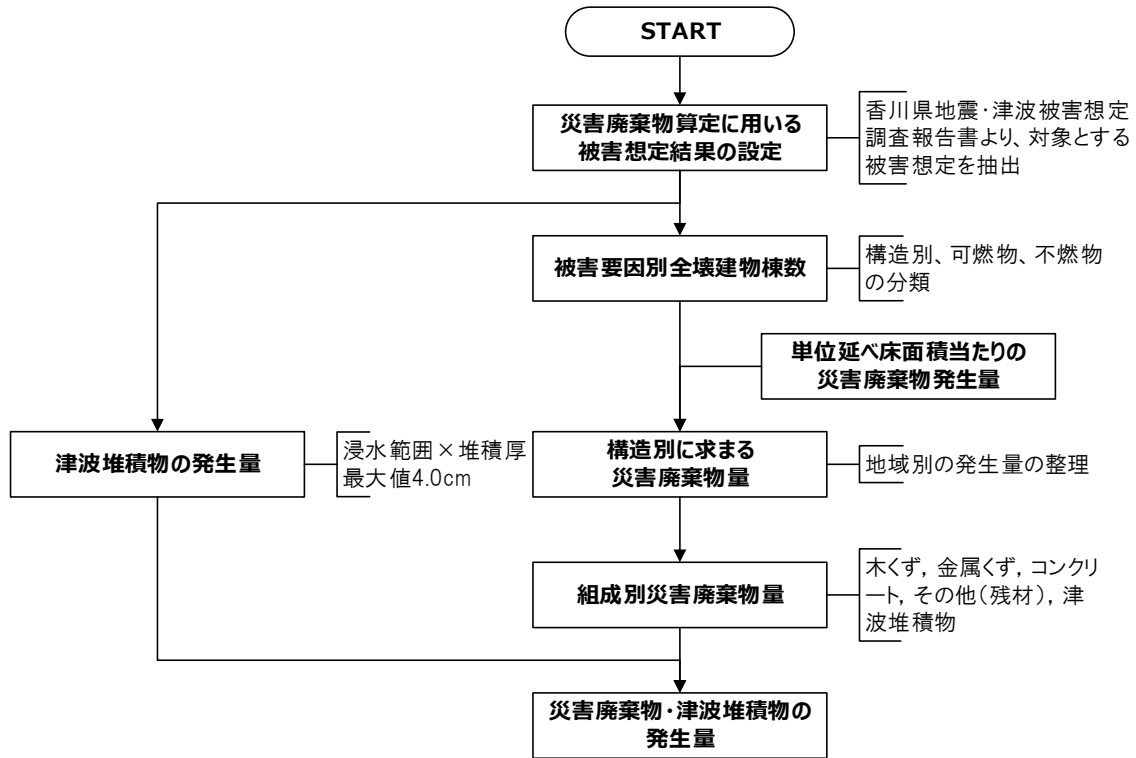 START
災害廃棄物算定に用いる
被害想定結果の設定
香川県地震・津波被害想定
調査報告書より、対象とする
被害想定を抽出
被害要因別全壊建物棟数
構造別、可燃物、不燃物
の分類
単位延べ床面積当たりの
災害廃棄物発生量
津波堆積物の発生量
浸水範囲×堆積厚
最大値4.0cm
構造別に求まる
災害廃棄物量
地域別の発生量の整理
組成別災害廃棄物量
木くず, 金属くず, コンクリ
ート, その他(残材), 津
波堆積物
災害廃棄物・津波堆積物の
発生量